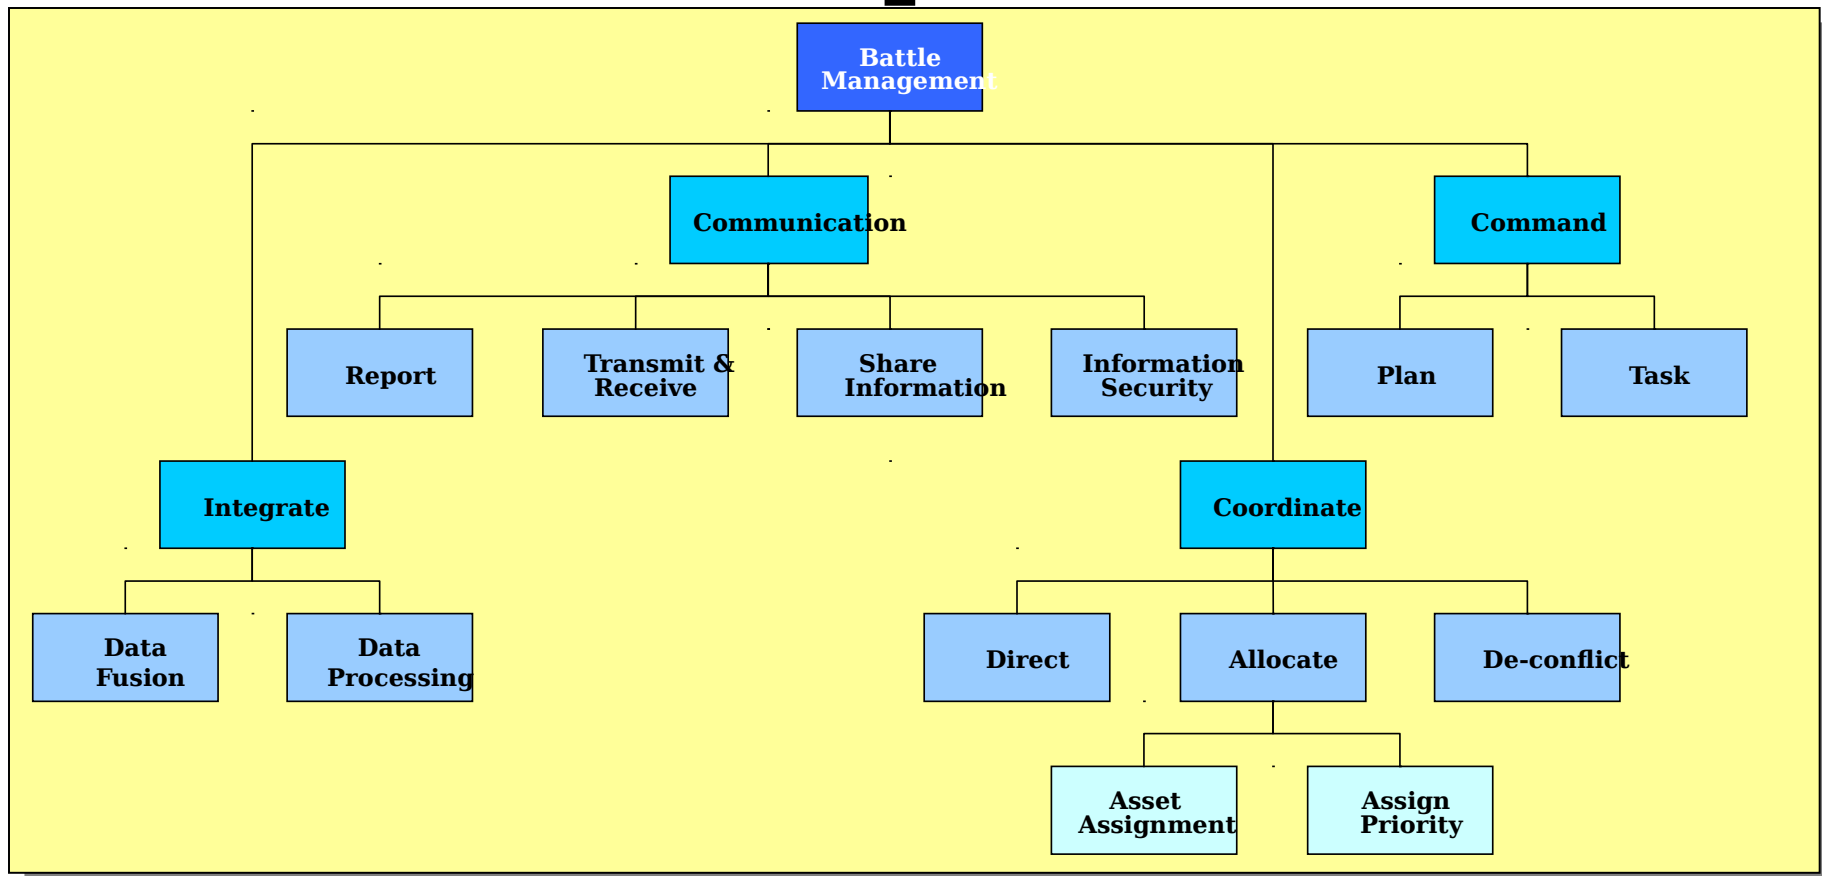 Battle
Management
Communication
Command
Report
Transmit &
Receive
Share
Information
Information
Security
Plan
Task
Integrate
Coordinate
Data
Fusion
Data
Processing
Direct
Allocate
De-conflict
Asset
Assignment
Assign
Priority